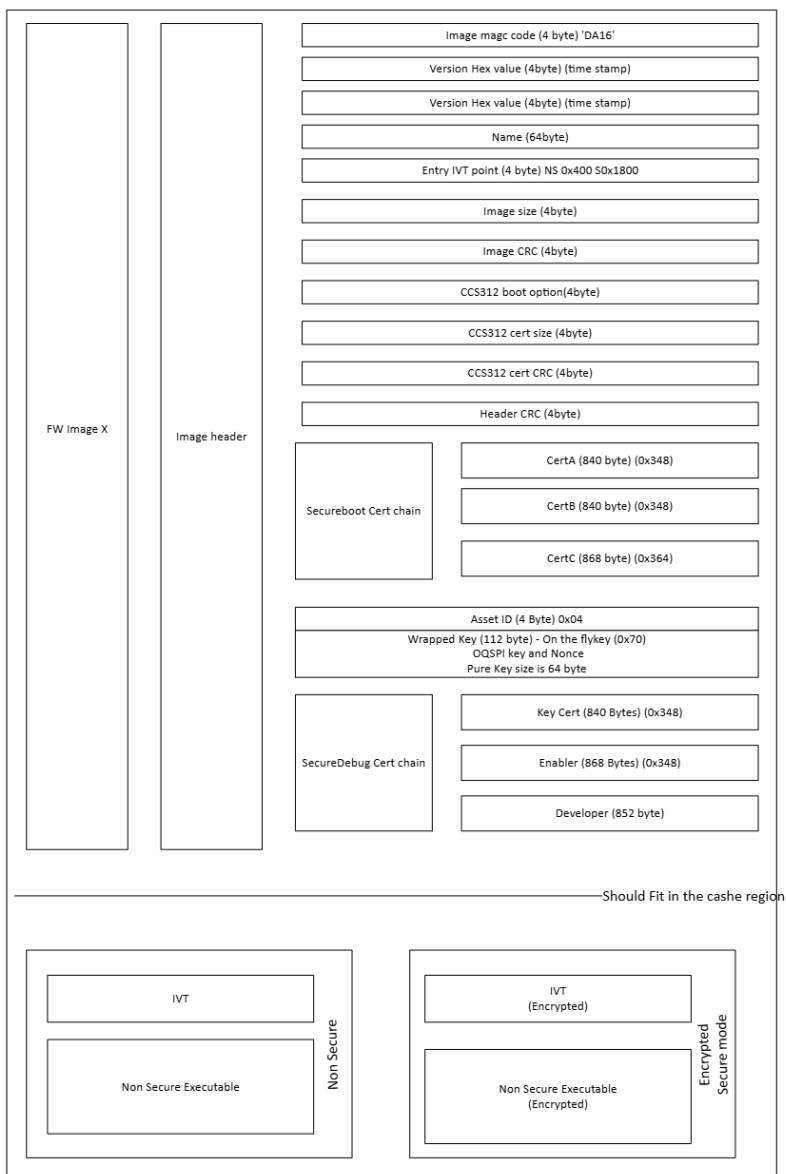 Image magc code (4 byte) 'DA16'
Version Hex value (4byte) (time stamp)
Version Hex value (4byte) (time stamp)
Name (64byte)
Entry IVT point (4 byte) NS 0x400 S0x1800
Image size (4byte)
Image CRC (4byte)
CCS312 boot option(4byte)
CCS312 cert size (4byte)
CCS312 cert CRC (4byte)
Header CRC (4byte)
FW Image X
Image header
Secureboot Cert chain
CertA (840 byte) (0x348)
CertB (840 byte) (0x348)
CertC (868 byte) (0x364)
Asset ID (4 Byte) 0x04
Wrapped Key (112 byte) - On the flykey (0x70)
OQSPI key and Nonce
Pure Key size is 64 byte
SecureDebug Cert chain
Key Cert (840 Bytes) (0x348)
Enabler (868 Bytes) (0x348)
Developer (852 byte)
Should Fit in the cashe region
IVT
Non Secure Executable
Non Secure
IVT
(Encrypted)
Non Secure Executable
(Encrypted)
Encrypted
Secure mode